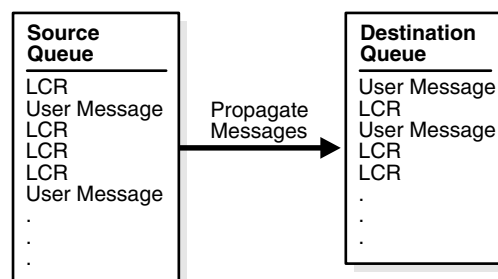 Source
Queue
LCR
User Message
LCR
LCR
LCR
User Message
.
.
.
Propagate
Messages
Destination
Queue
User Message
LCR
User Message
LCR
LCR
.
.
.